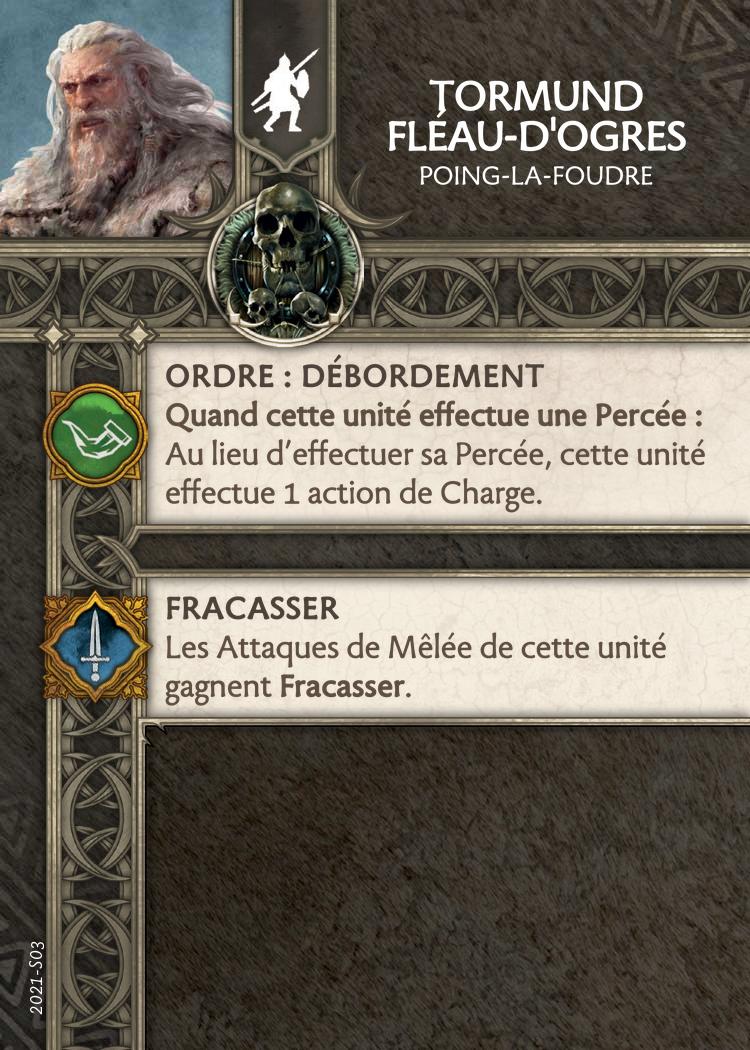 TORMUND
FLÉAU-D'OGRES
POING-LA-FOUDRE
ORDRE : DÉBORDEMENT
Quand cette unité effectue une Percée :
Au lieu d’effectuer sa Percée, cette unité
effectue 1 action de Charge.
FRACASSER
Les Attaques de Mêlée de cette unité
gagnent Fracasser.
2021-S03